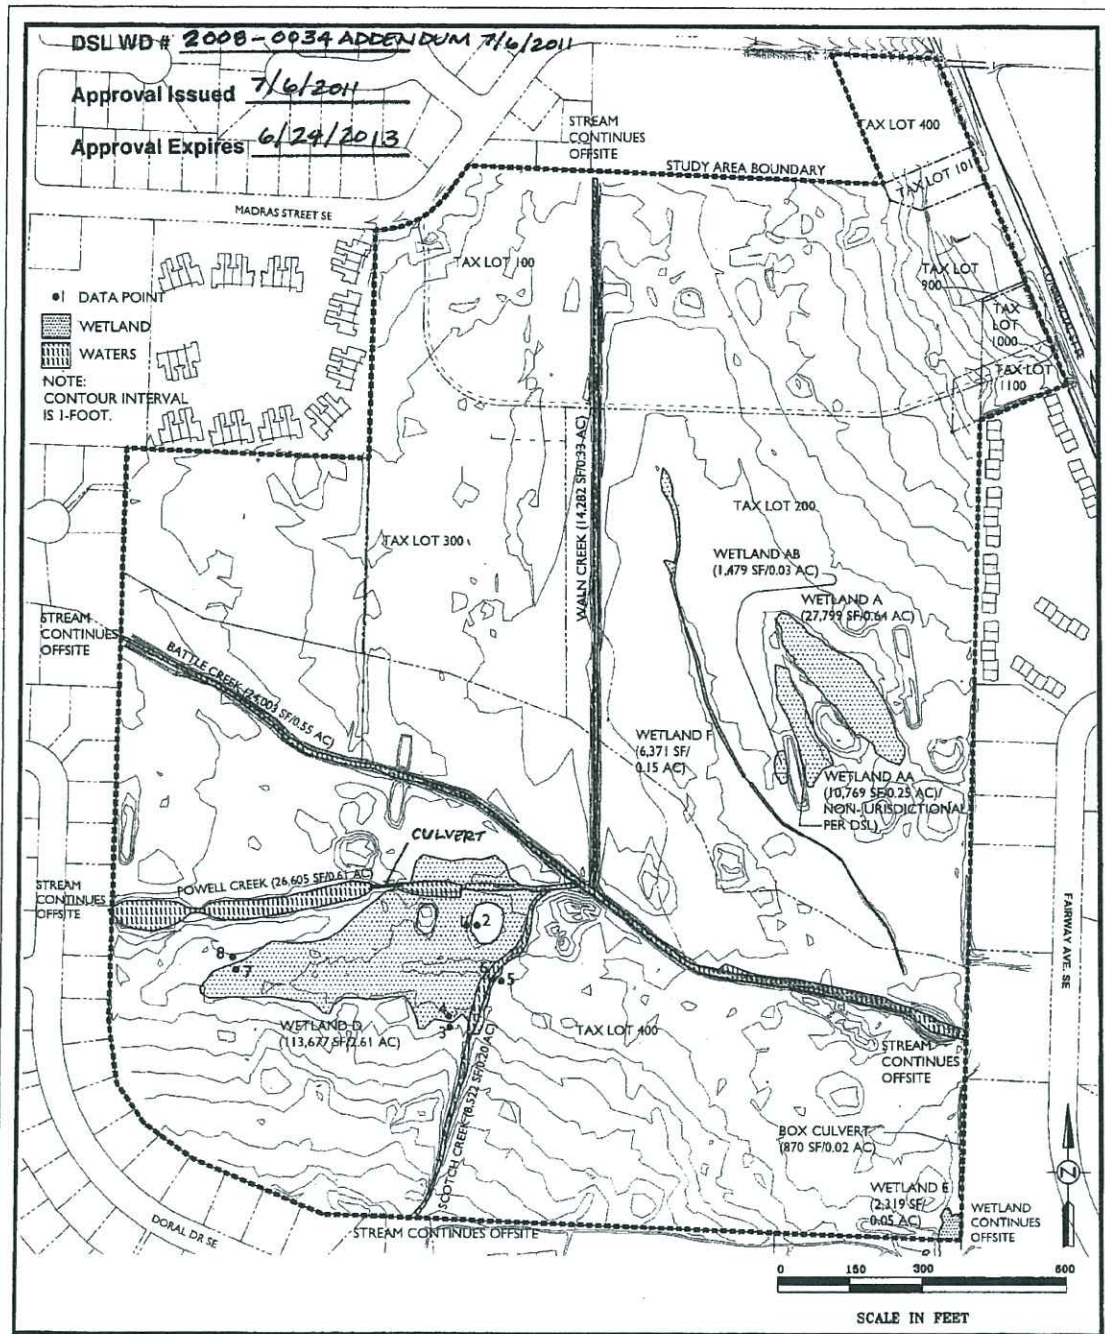 DSL WD # 2008-0034 ADDENDUM 7/6/2011
Approval Issued 7/6/2011
Approval Expires 6/24/2013
STREAM
CONTINUES
OFFSITE
STUDY AREA BOUNDARY
TAX LOT 400
TAX LOT 101
MADRAS STREET SE
TAX LOT 100
TAX LOT
900
TAX
LOT
1000
TAX LOT
1100
COMMERCIAL ST SE
•1 DATA POINT
WETLAND
WATERS
NOTE:
CONTOUR INTERVAL
IS 1-FOOT.
WALN CREEK (14,282 SF/0.33 AC)
TAX LOT 300
TAX LOT 200
WETLAND AB
(1,479 SF/0.03 AC)
WETLAND A
(27,799 SF/0.64 AC)
STREAM
CONTINUES
OFFSITE
BATTLE CREEK (24,003 SF/0.55 AC)
WETLAND F
(6,371 SF/
0.15 AC)
WETLAND AA
(10,769 SF/0.25 AC)/
NON-JURISDICTIONAL
PER DSL)
CULVERT
POWELL CREEK (26,605 SF/0.61 AC)
STREAM
CONTINUES
OFFSITE
2
8
7
5
3
WETLAND D
(113,677 SF/2.61 AC)
SCOTCH CREEK (8,522 SF/0.20 AC)
TAX LOT 400
STREAM
CONTINUES
OFFSITE
FAIRWAY AVE. SE
BOX CULVERT
(870 SF/0.02 AC)
WETLAND E
(2,319 SF/
0.05 AC)
WETLAND
CONTINUES
OFFSITE
Z
DORAL DR SE
STREAM CONTINUES OFFSITE
0 150 300 600
SCALE IN FEET